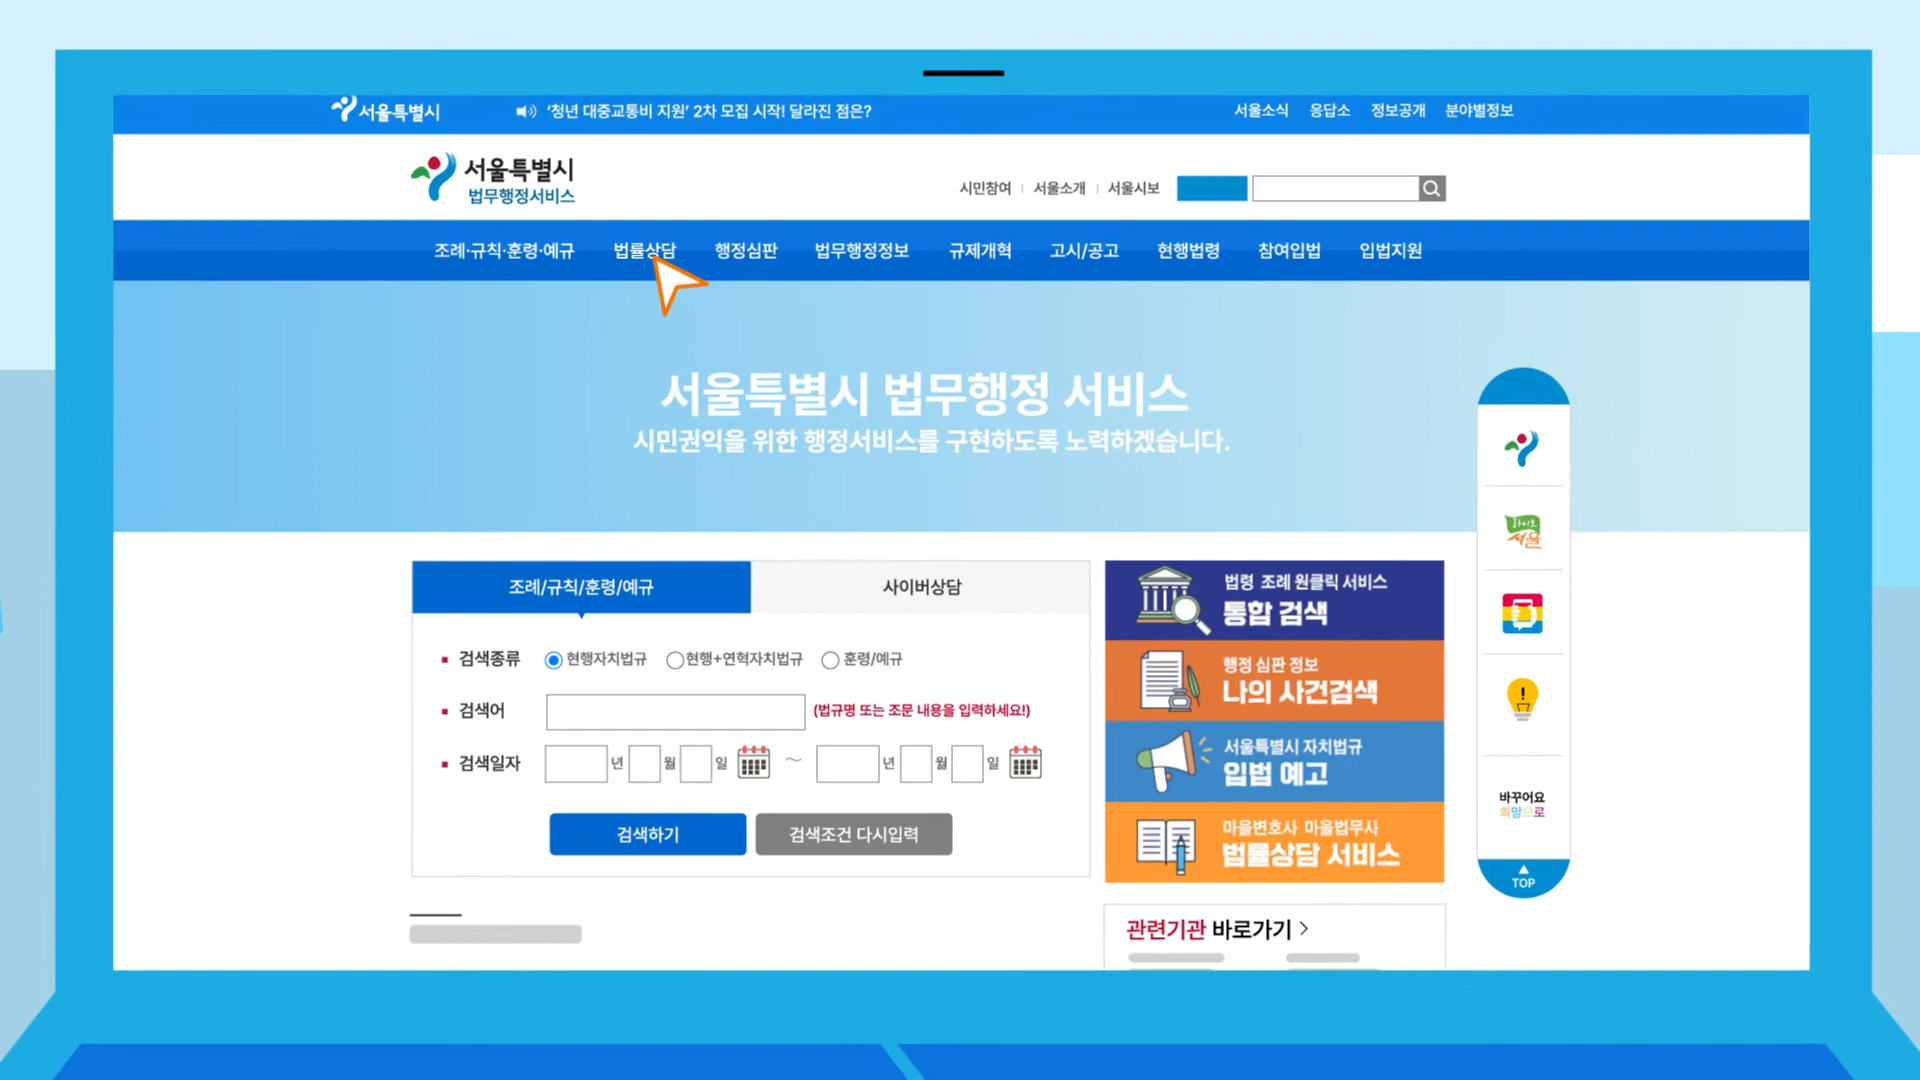 서울특별시
‘청년 대중교통비 지원’ 2차 모집 시작! 달라진 점은?
서울소식 응답소 정보공개 분야별정보
서울특별시
법무행정서비스
시민참여 서울소개 서울시보
조례·규칙·훈령·예규 법률상담 행정심판 법무행정정보 규제개혁 고시/공고 현행법령 참여입법 입법지원
서울특별시 법무행정 서비스
시민권익을 위한 행정서비스를 구현하도록 노력하겠습니다.
조례/규칙/훈령/예규
사이버상담
검색종류 현행자치법규 현행+연혁자치법규 훈령/예규
검색어 (법규명 또는 조문 내용을 입력하세요!)
검색일자 년 월 일 ~ 년 월 일
검색하기 검색조건 다시입력
법령 조례 원클릭 서비스
통합 검색
행정 심판 정보
나의 사건검색
서울특별시 자치법규
입법 예고
마을변호사 마을법무사
법률상담 서비스
관련기관 바로가기 >
하이
서울
바꾸어요
희망으로
TOP